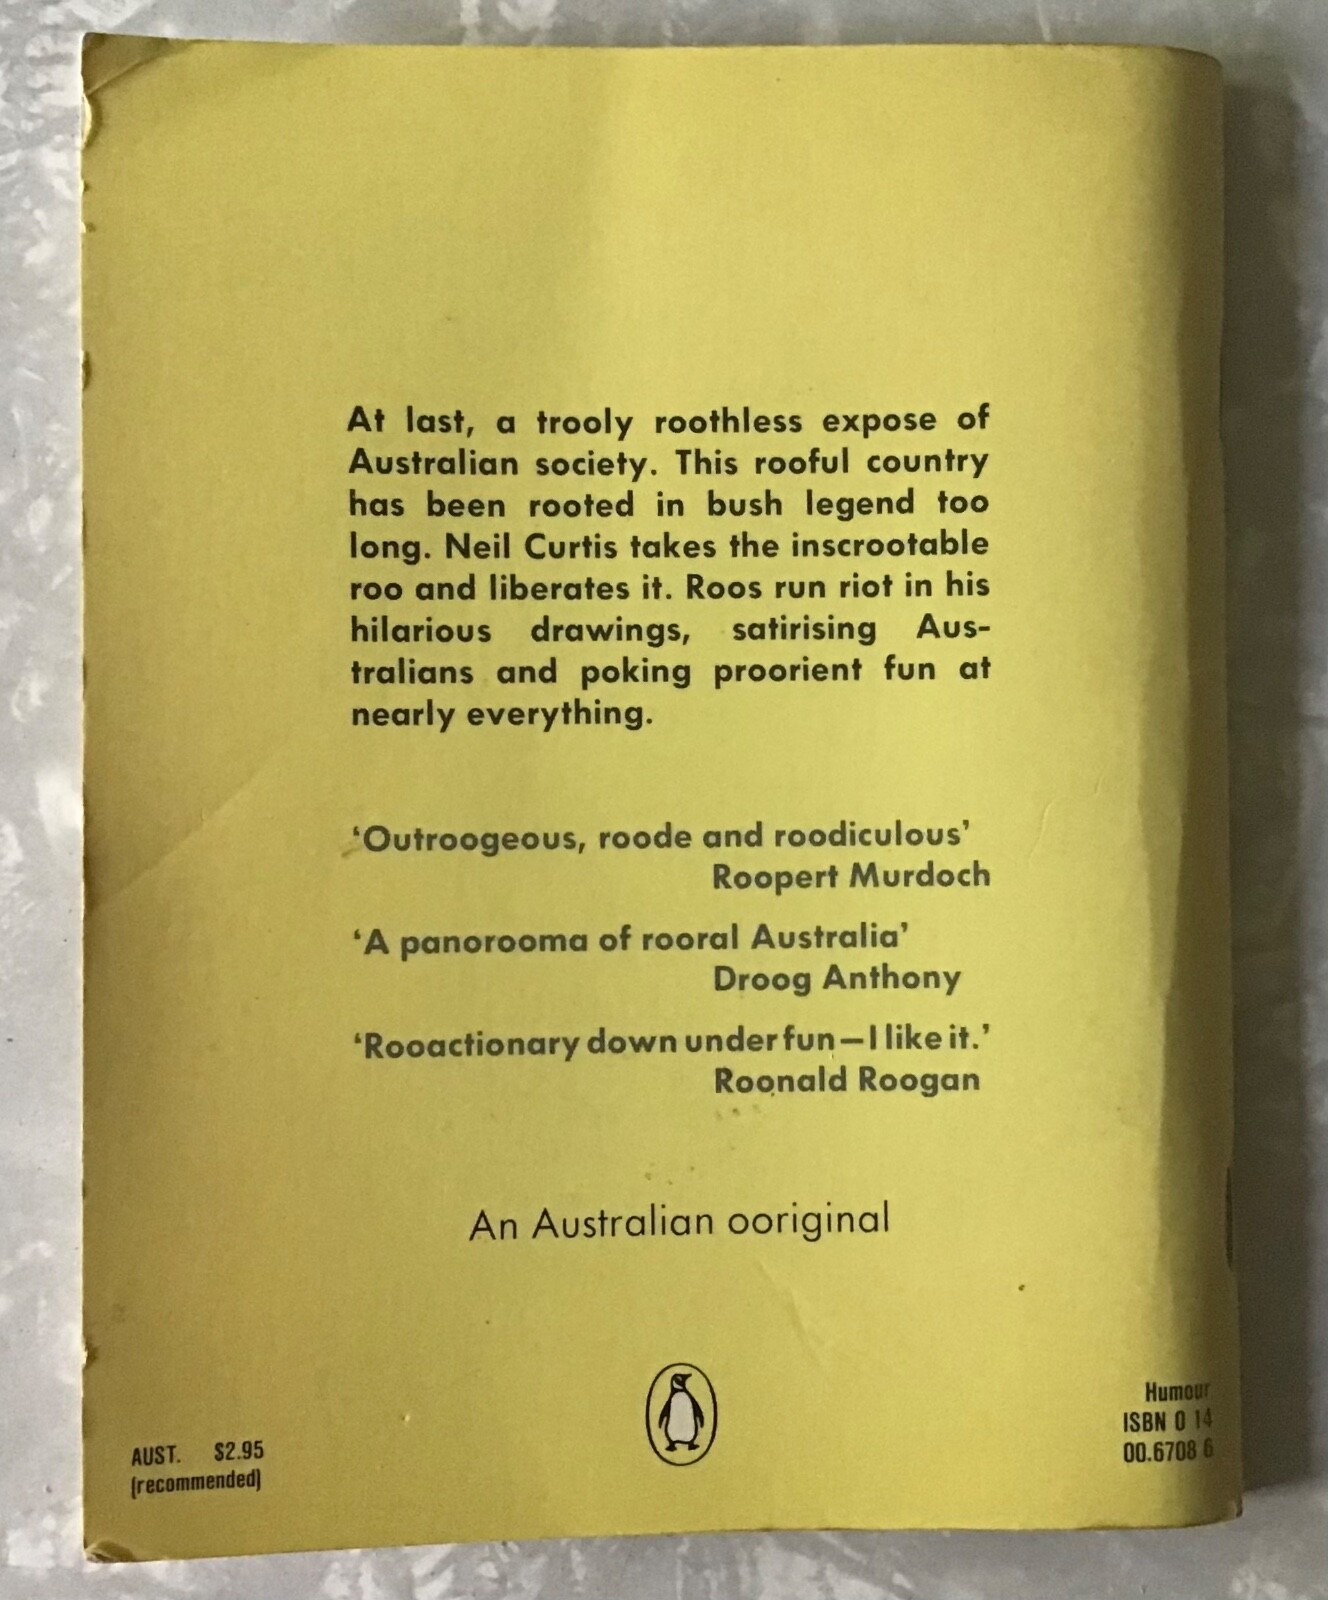 At last, a trooly roothless expose of
Australian society. This rooful country
has been rooted in bush legend too
long. Neil Curtis takes the inscrootable
roo and liberates it. Roos run riot in his
hilarious drawings, satirising Aus-
tralians and poking proorient fun at
nearly everything.
‘Outroogeous, roode and roodiculous’
Roopert Murdoch
‘A panorooma of rooral Australia’
Droog Anthony
‘Rooactionary down under fun—I like it.’
Roonald Roogan
An Australian ooriginal
AUST. $2.95
(recommended)
Humour
ISBN 0 14
00.6708 6